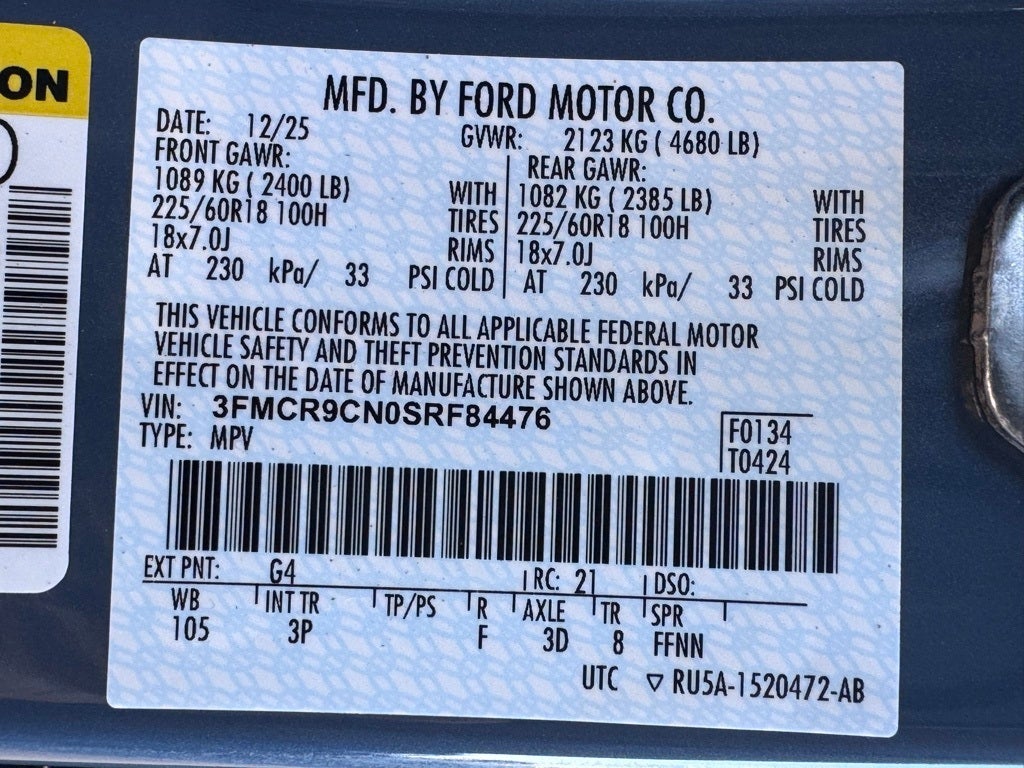 ON
MFD. BY FORD MOTOR CO.
DATE: 12/25 GVWR: 2123 KG ( 4680 LB)
FRONT GAWR: REAR GAWR:
1089 KG ( 2400 LB) WITH 1082 KG ( 2385 LB) WITH
225/60R18 100H TIRES 225/60R18 100H TIRES
18x7.0J RIMS 18x7.0J RIMS
AT 230 kPa/ 33 PSI COLD AT 230 kPa/ 33 PSI COLD
THIS VEHICLE CONFORMS TO ALL APPLICABLE FEDERAL MOTOR
VEHICLE SAFETY AND THEFT PREVENTION STANDARDS IN
EFFECT ON THE DATE OF MANUFACTURE SHOWN ABOVE.
VIN: 3FMCR9CN0SRF84476
TYPE: MPV
F0134
T0424
EXT PNT: G4 RC: 21 DSO:
WB INT TR TP/PS R AXLE TR SPR
105 3P F 3D 8 FFNN
UTC ▽ RU5A-1520472-AB